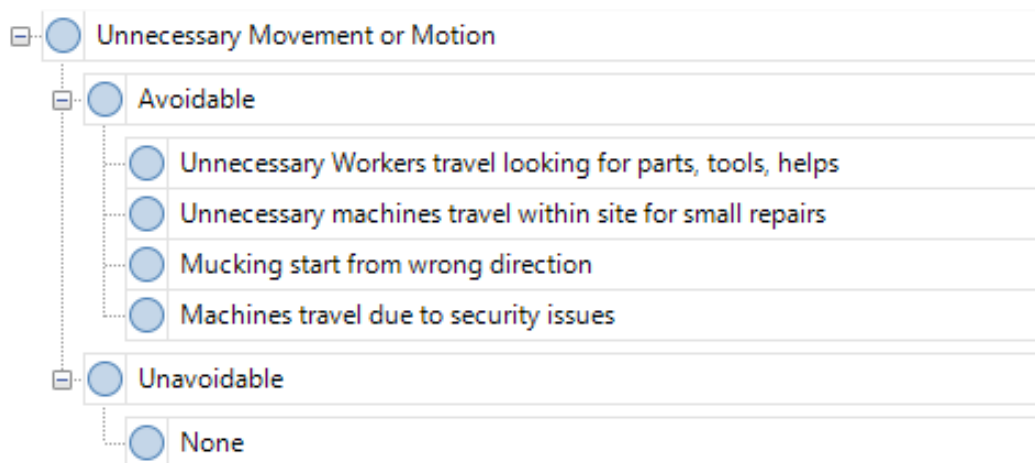 Unnecessary Movement or Motion
Avoidable
Unnecessary Workers travel looking for parts, tools, helps
Unnecessary machines travel within site for small repairs
Mucking start from wrong direction
Machines travel due to security issues
Unavoidable
None